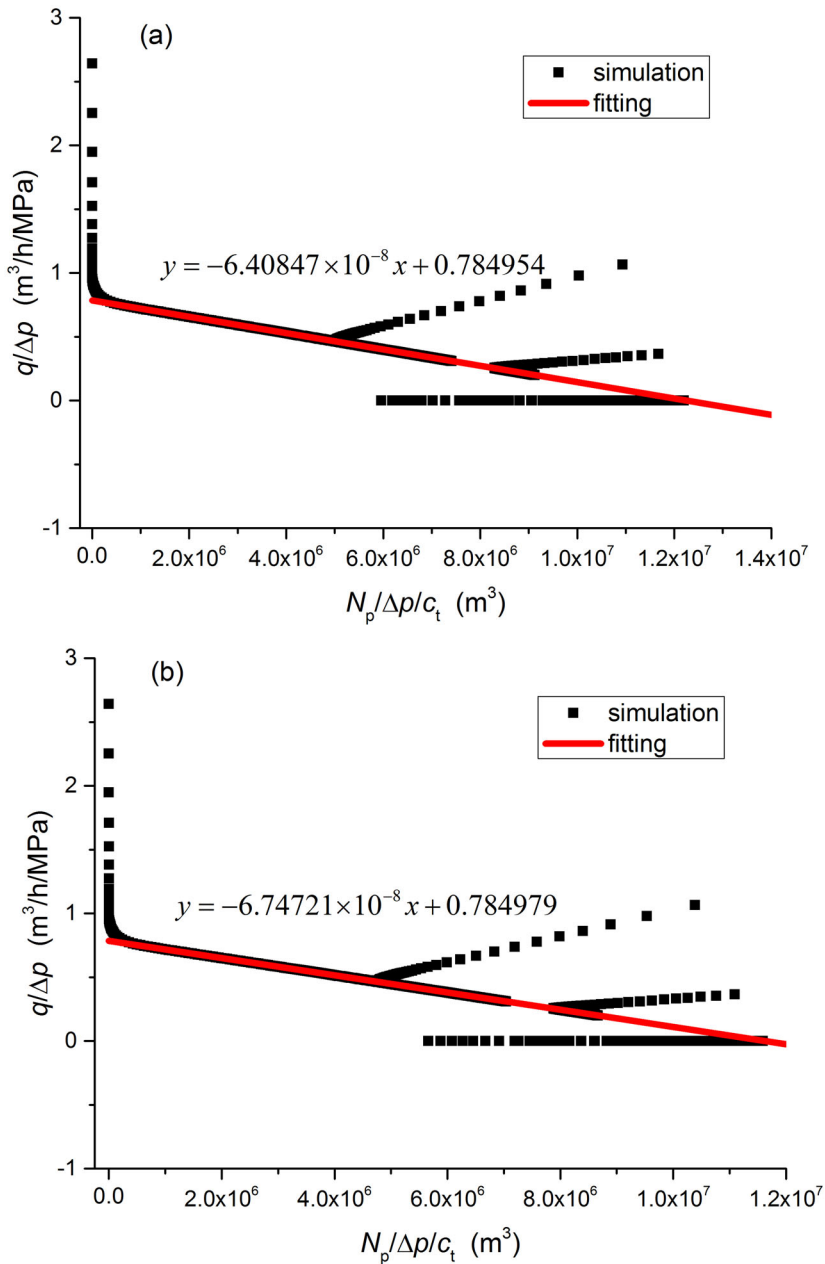 (a)
simulation
fitting
3
2
1
0
-1
q/Δp (m³/h/MPa)
y = −6.40847×10⁻⁸ x + 0.784954
0.0 2.0x10⁶ 4.0x10⁶ 6.0x10⁶ 8.0x10⁶ 1.0x10⁷ 1.2x10⁷ 1.4x10⁷
Nₚ/Δp/cₜ (m³)
(b)
simulation
fitting
3
2
1
0
-1
q/Δp (m³/h/MPa)
y = −6.74721×10⁻⁸ x + 0.784979
0.0 2.0x10⁶ 4.0x10⁶ 6.0x10⁶ 8.0x10⁶ 1.0x10⁷ 1.2x10⁷
Nₚ/Δp/cₜ (m³)